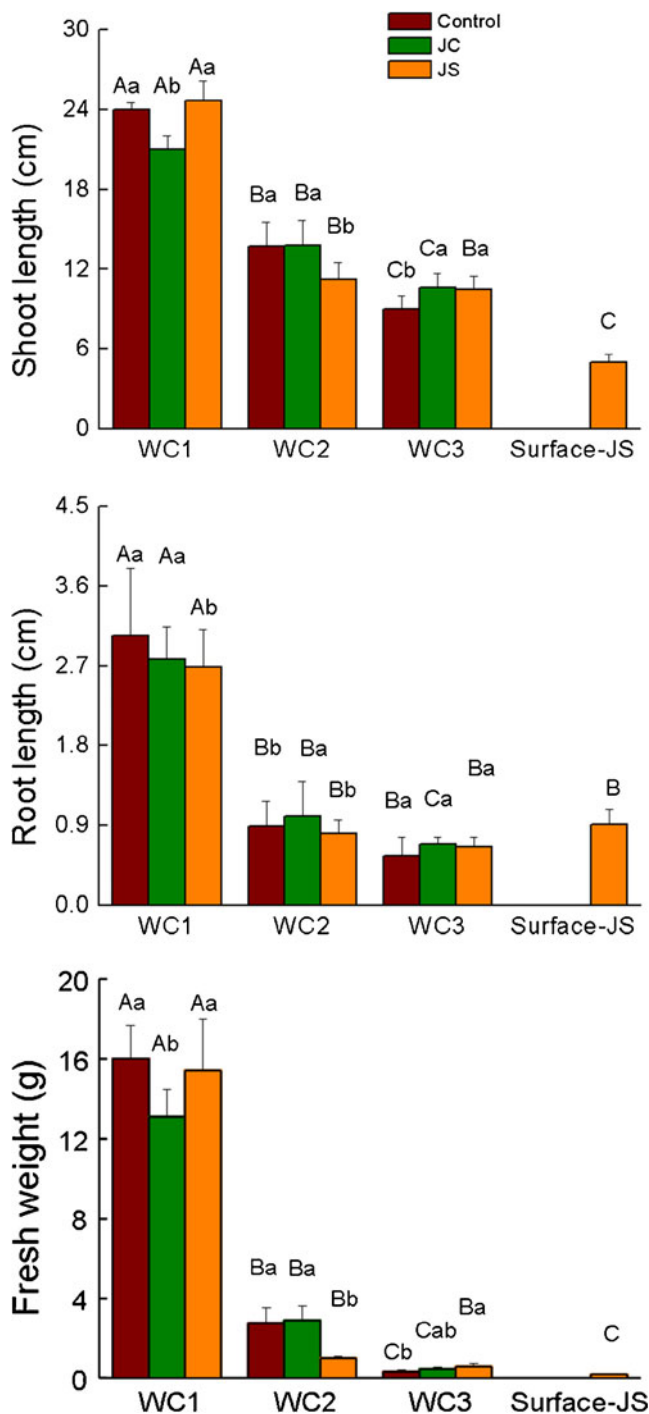 Control
JC
JS
Shoot length (cm)
30
24
18
12
6
0
Aa Ab Aa
Ba Ba Bb
Cb Ca Ba
C
WC1 WC2 WC3 Surface-JS
Root length (cm)
4.5
3.6
2.7
1.8
0.9
0.0
Aa Aa Ab
Bb Ba Bb
Ba Ca Ba
B
WC1 WC2 WC3 Surface-JS
Fresh weight (g)
20
16
12
8
4
0
Aa Ab Aa
Ba Ba Bb
Cb Cab Ba
C
WC1 WC2 WC3 Surface-JS